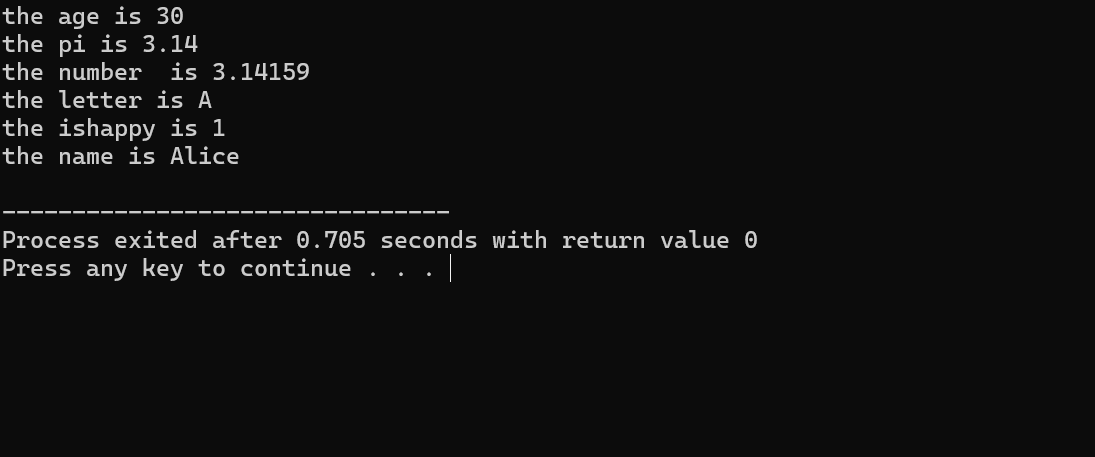 the age is 30
the pi is 3.14
the number  is 3.14159
the letter is A
the ishappy is 1
the name is Alice
--------------------------------
Process exited after 0.705 seconds with return value 0
Press any key to continue . . .